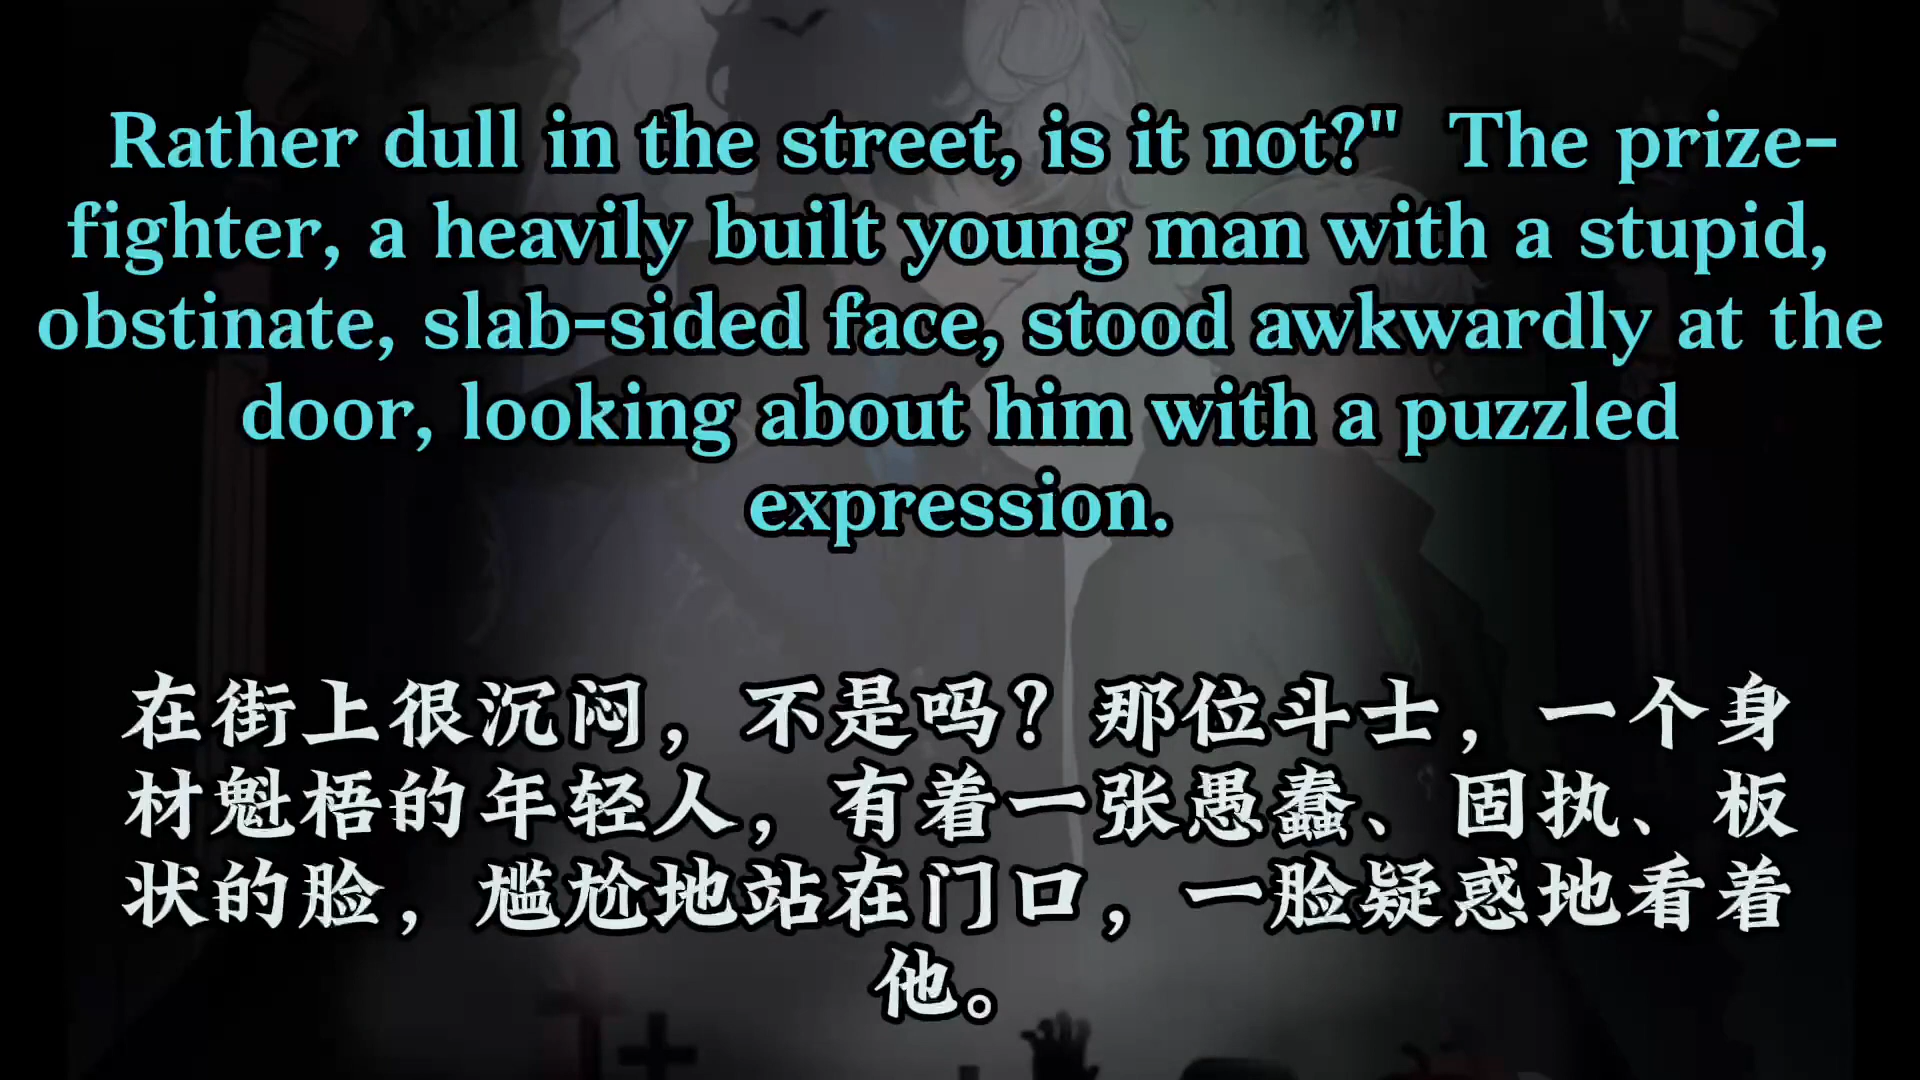 Rather dull in the street, is it not?"  The prize-
fighter, a heavily built young man with a stupid,
obstinate, slab-sided face, stood awkwardly at the
door, looking about him with a puzzled
expression.
在街上很沉闷，不是吗？那位斗士，一个身
材魁梧的年轻人，有着一张愚蠢、固执、板
状的脸，尴尬地站在门口，一脸疑惑地看着
他。